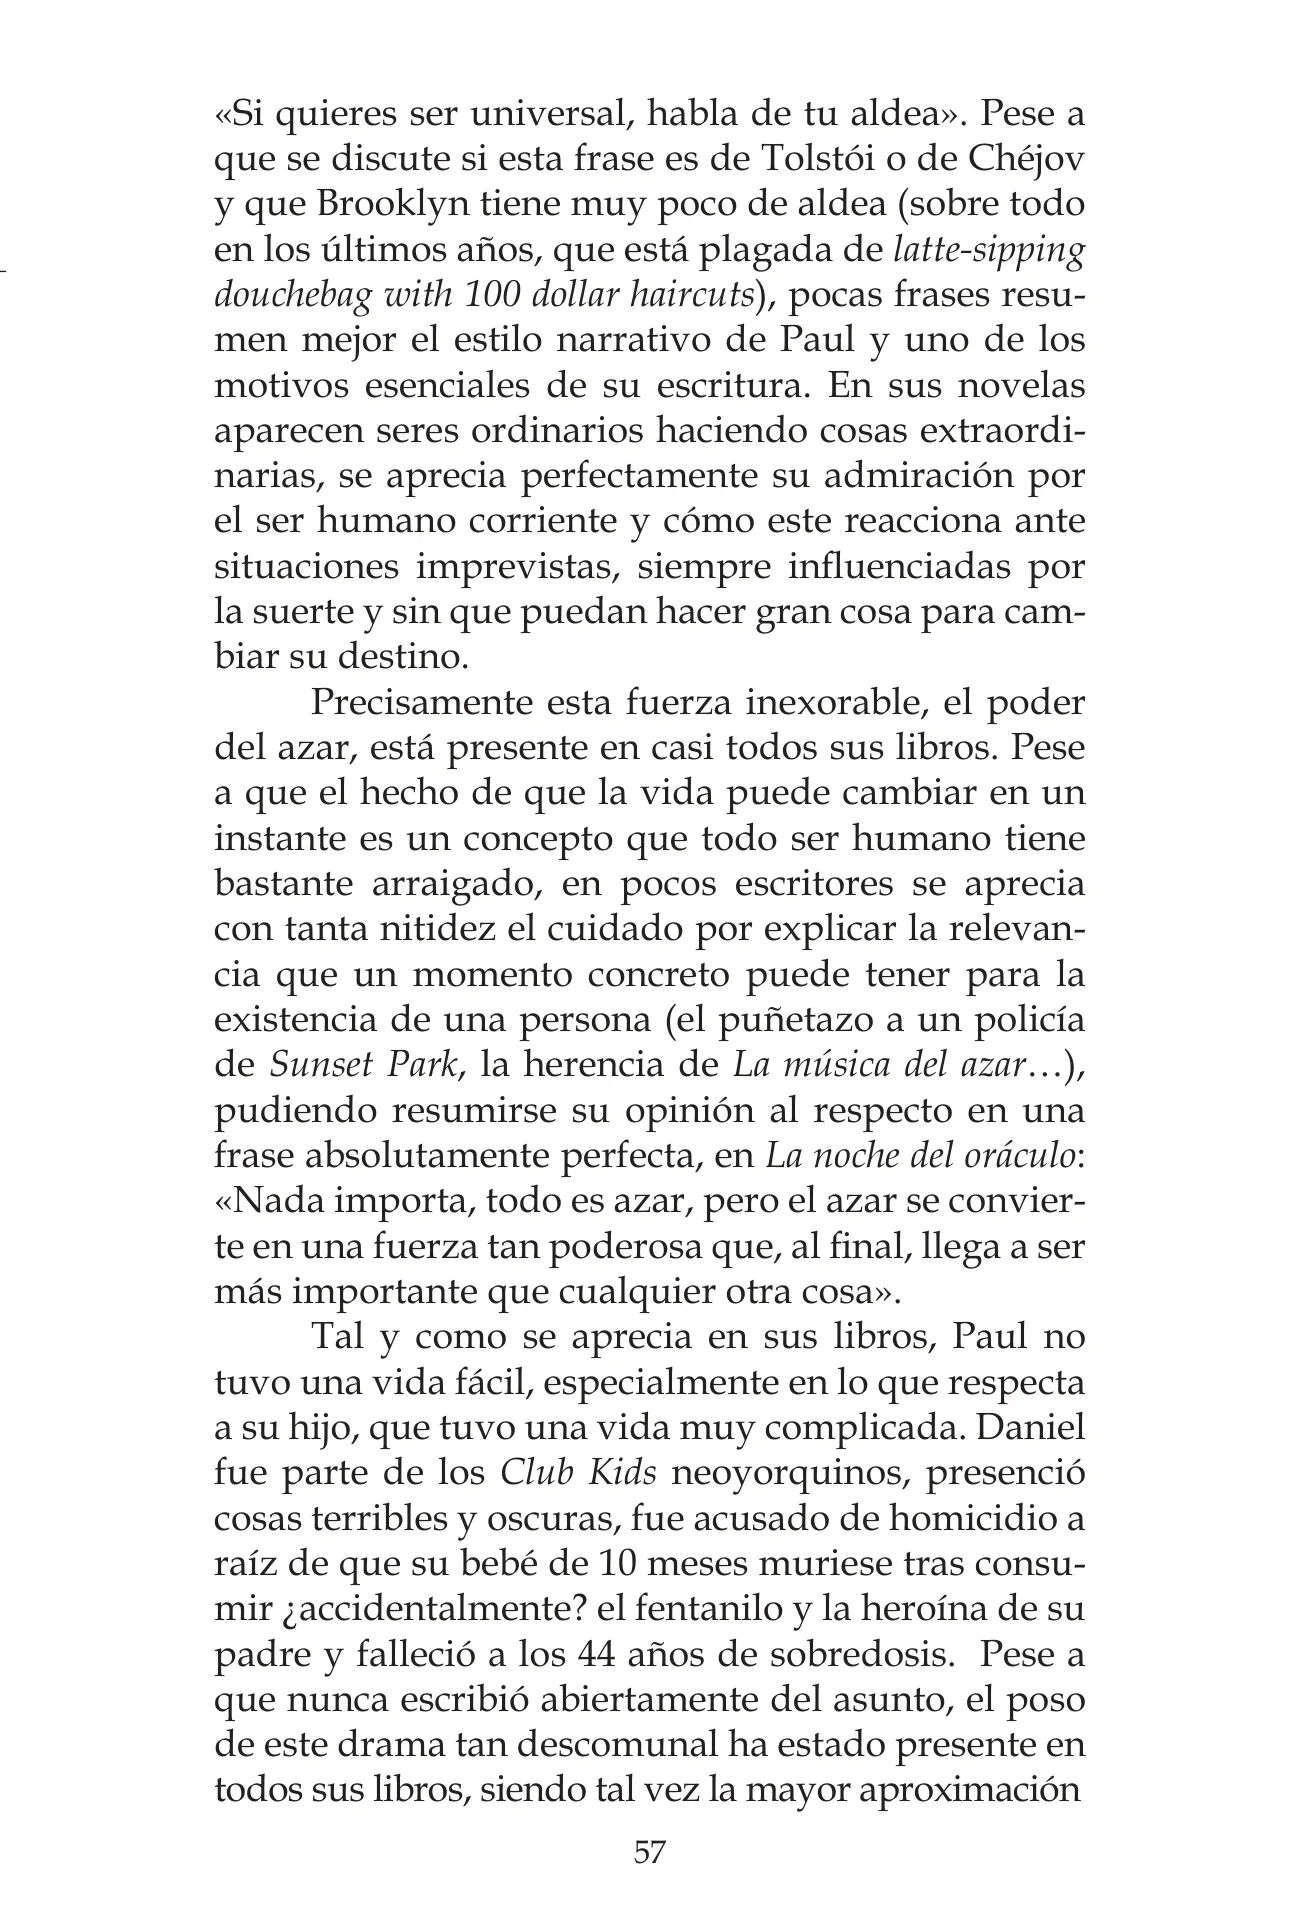 «Si quieres ser universal, habla de tu aldea». Pese a
que se discute si esta frase es de Tolstói o de Chéjov
y que Brooklyn tiene muy poco de aldea (sobre todo
en los últimos años, que está plagada de latte-sipping
douchebag with 100 dollar haircuts), pocas frases resu-
men mejor el estilo narrativo de Paul y uno de los
motivos esenciales de su escritura. En sus novelas
aparecen seres ordinarios haciendo cosas extraordi-
narias, se aprecia perfectamente su admiración por
el ser humano corriente y cómo este reacciona ante
situaciones imprevistas, siempre influenciadas por
la suerte y sin que puedan hacer gran cosa para cam-
biar su destino.
Precisamente esta fuerza inexorable, el poder
del azar, está presente en casi todos sus libros. Pese
a que el hecho de que la vida puede cambiar en un
instante es un concepto que todo ser humano tiene
bastante arraigado, en pocos escritores se aprecia
con tanta nitidez el cuidado por explicar la relevan-
cia que un momento concreto puede tener para la
existencia de una persona (el puñetazo a un policía
de Sunset Park, la herencia de La música del azar…),
pudiendo resumirse su opinión al respecto en una
frase absolutamente perfecta, en La noche del oráculo:
«Nada importa, todo es azar, pero el azar se convier-
te en una fuerza tan poderosa que, al final, llega a ser
más importante que cualquier otra cosa».
Tal y como se aprecia en sus libros, Paul no
tuvo una vida fácil, especialmente en lo que respecta
a su hijo, que tuvo una vida muy complicada. Daniel
fue parte de los Club Kids neoyorquinos, presenció
cosas terribles y oscuras, fue acusado de homicidio a
raíz de que su bebé de 10 meses muriese tras consu-
mir ¿accidentalmente? el fentanilo y la heroína de su
padre y falleció a los 44 años de sobredosis.  Pese a
que nunca escribió abiertamente del asunto, el poso
de este drama tan descomunal ha estado presente en
todos sus libros, siendo tal vez la mayor aproximación
57